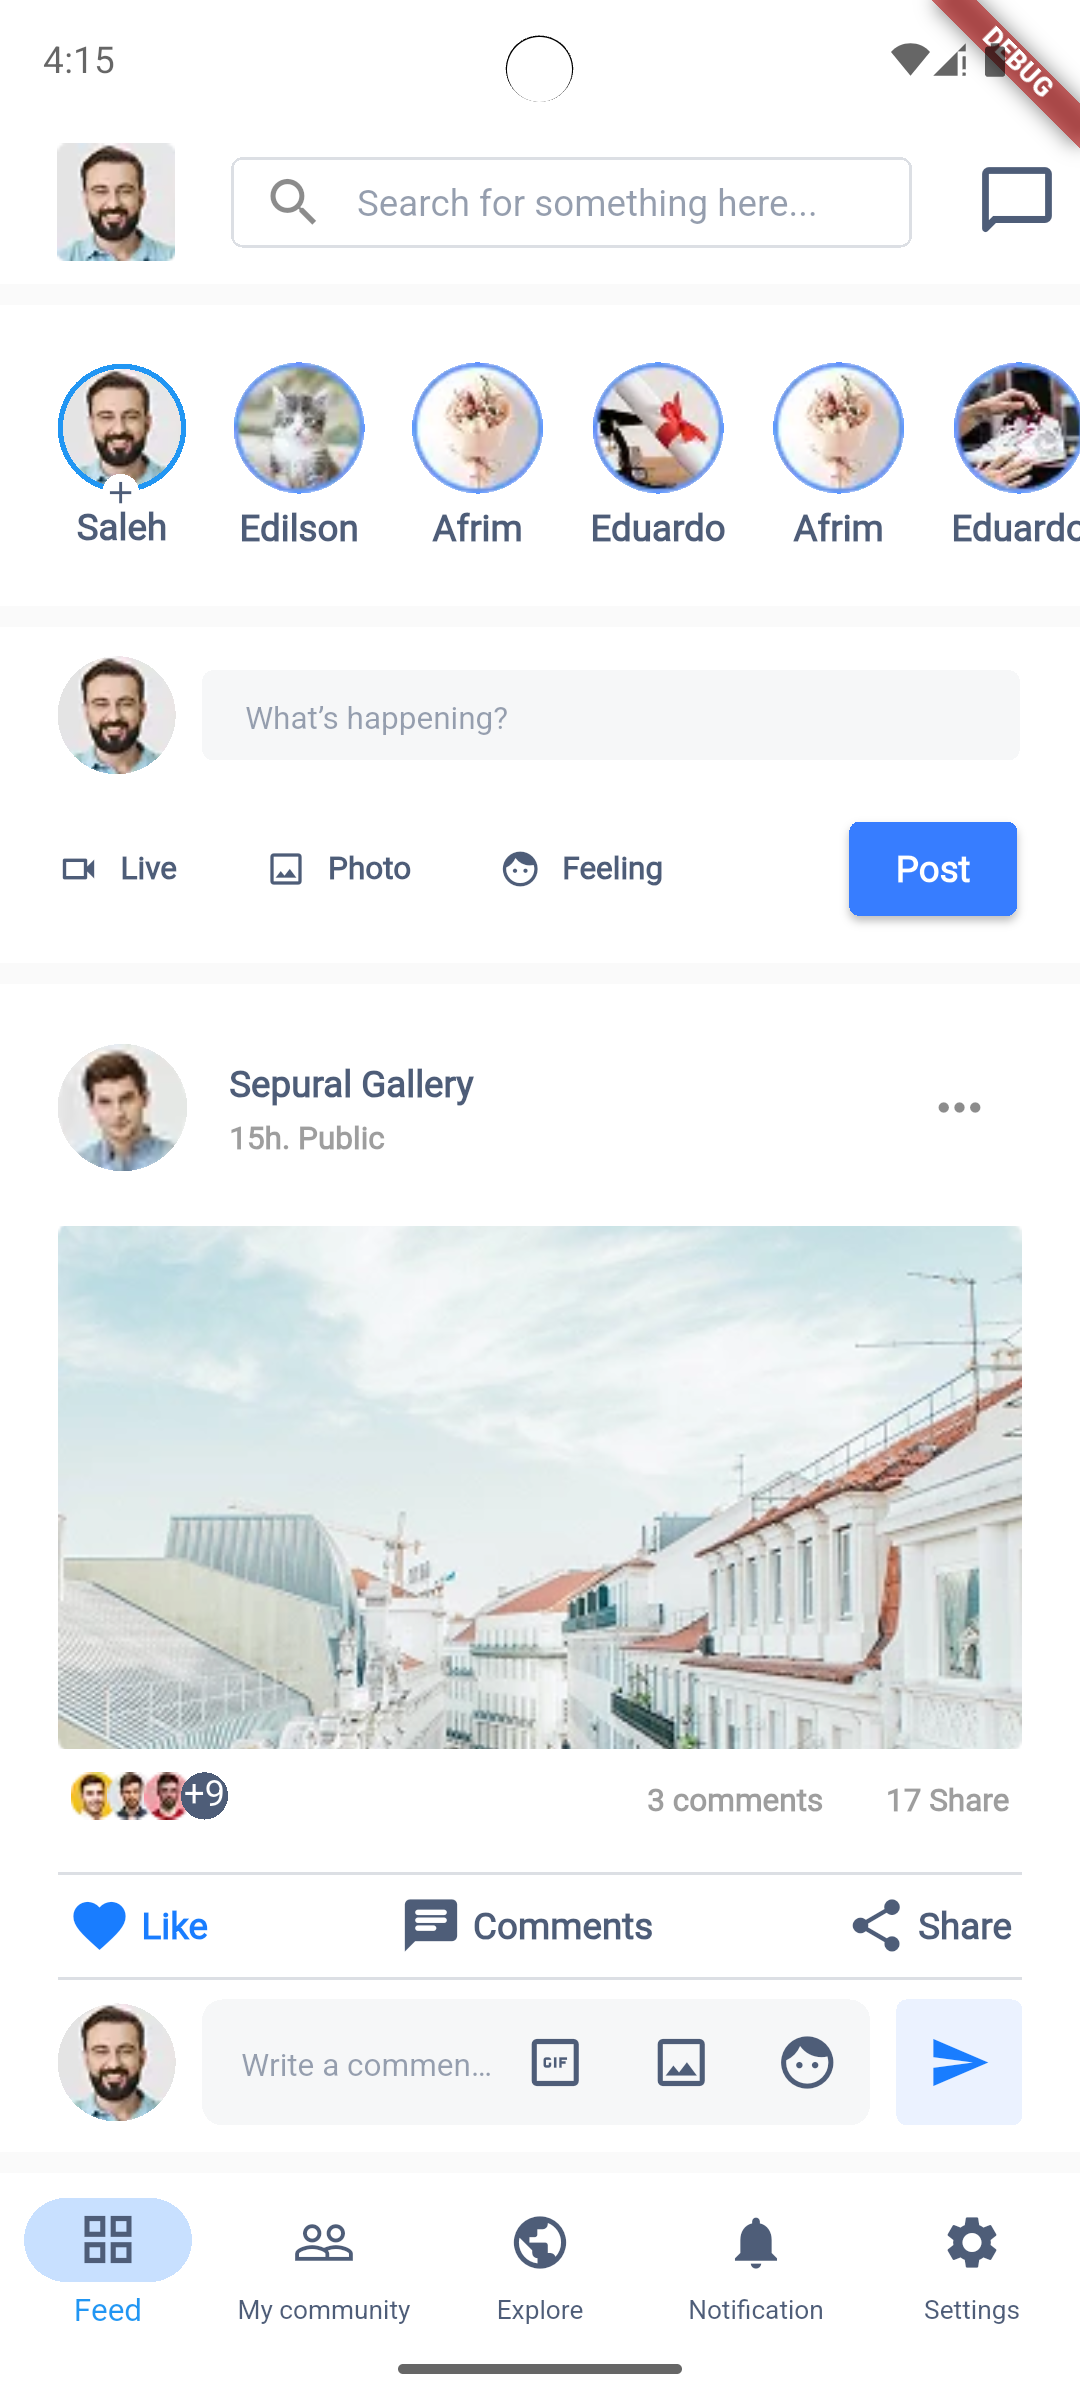 4:15
DEBUG
Search for something here...
Saleh
Edilson
Afrim
Eduardo
Afrim
Eduardo
What's happening?
Live
Photo
Feeling
Post
Sepural Gallery
15h. Public
+9
3 comments
17 Share
Like
Comments
Share
Write a commen...
GIF
Feed
My community
Explore
Notification
Settings